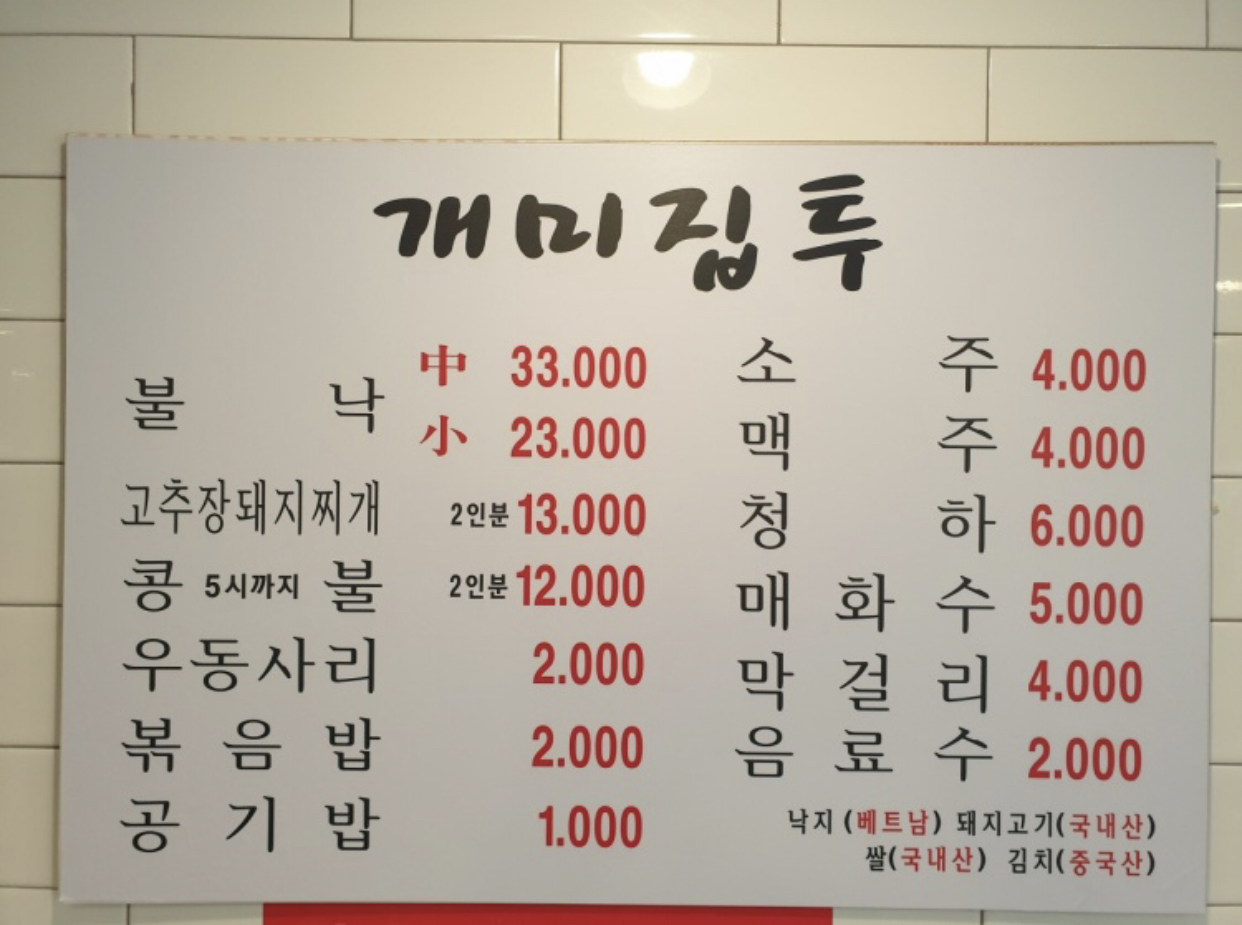 개미집투
불낙 中 33.000
小 23.000
고추장돼지찌개 2인분 13.000
콩 5시까지 불 2인분 12.000
우동사리 2.000
볶음밥 2.000
공기밥 1.000
소주 4.000
맥주 4.000
청하 6.000
매화수 5.000
막걸리 4.000
음료수 2.000
낙지 (베트남) 돼지고기(국내산)
쌀(국내산) 김치(중국산)